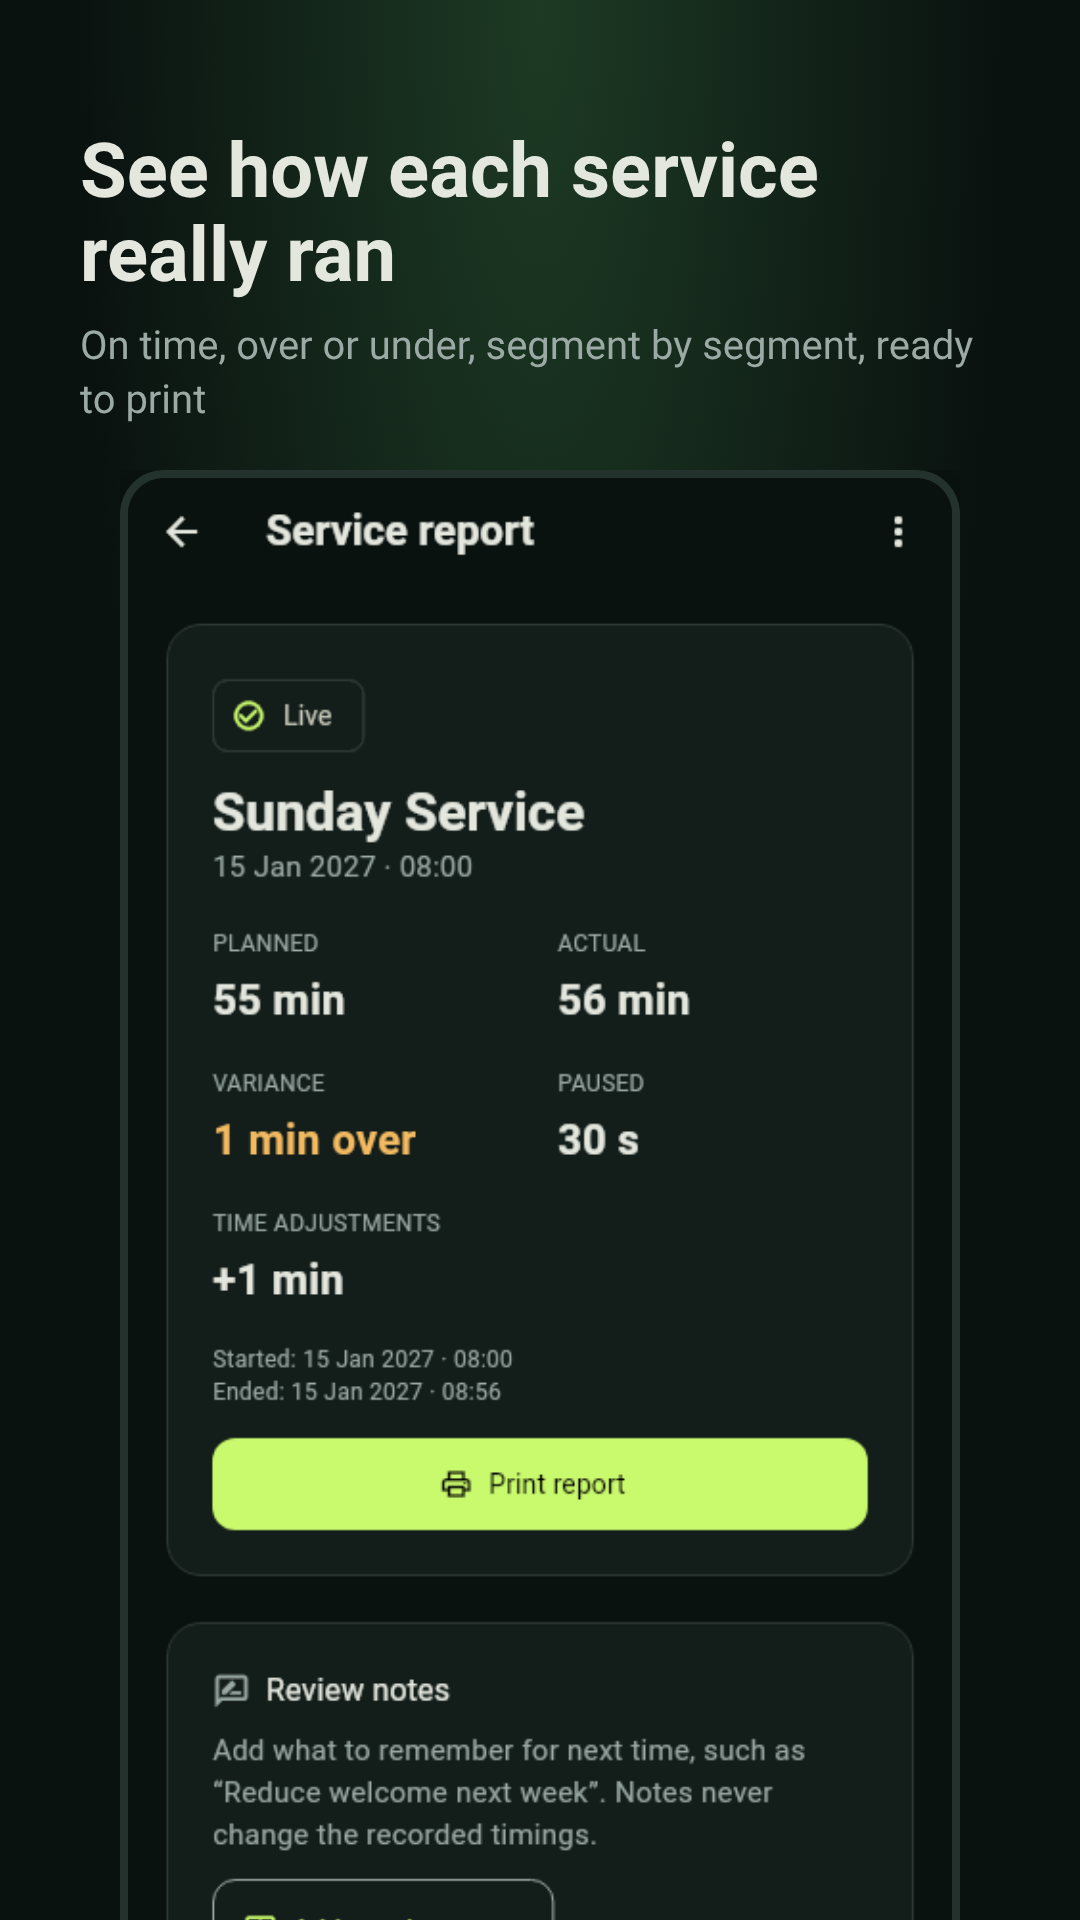 See how each service
really ran
On time, over or under, segment by segment, ready
to print
Service report
Live
Sunday Service
15 Jan 2027 · 08:00
PLANNED
ACTUAL
55 min
56 min
VARIANCE
PAUSED
1 min over
30 s
TIME ADJUSTMENTS
+1 min
Started: 15 Jan 2027 · 08:00
Ended: 15 Jan 2027 · 08:56
Print report
Review notes
Add what to remember for next time, such as
“Reduce welcome next week”. Notes never
change the recorded timings.